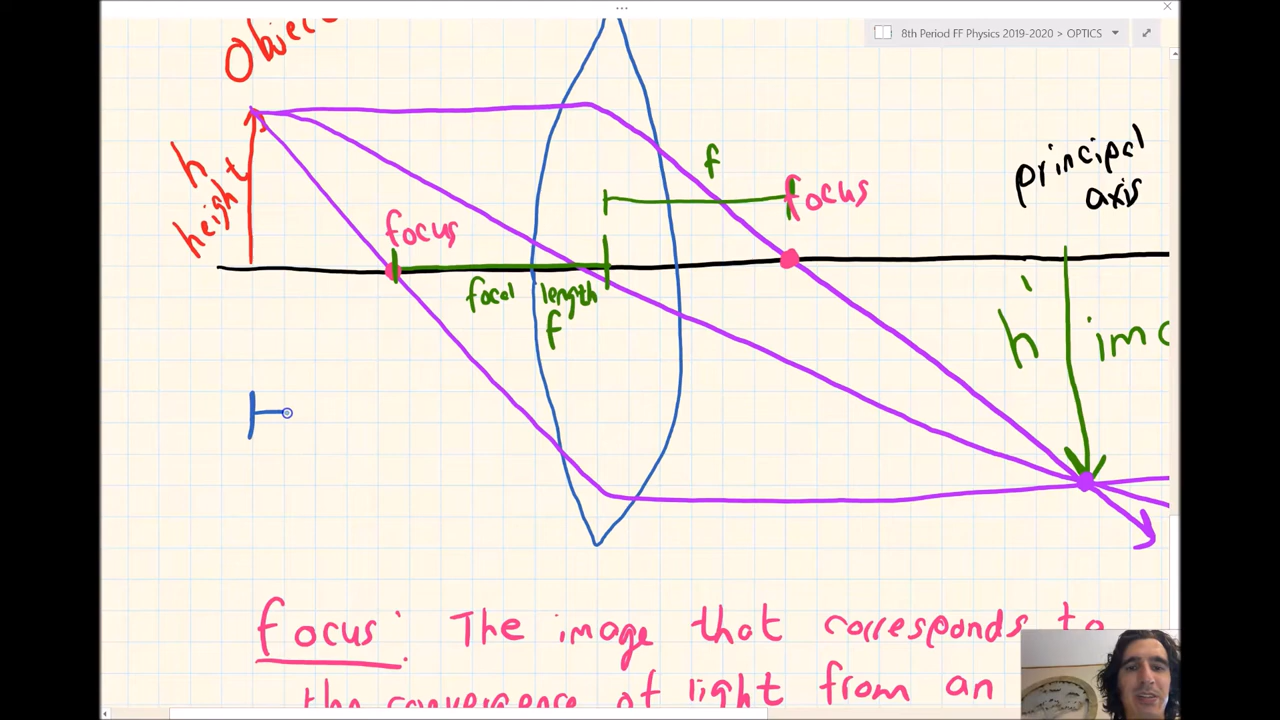 8th Period FF Physics 2019-2020 > OPTICS
Object
h
height
focus
f
focus
principal
axis
focal length
f
h'
ima
focus: The image that corresponds to
the convergence of light from an